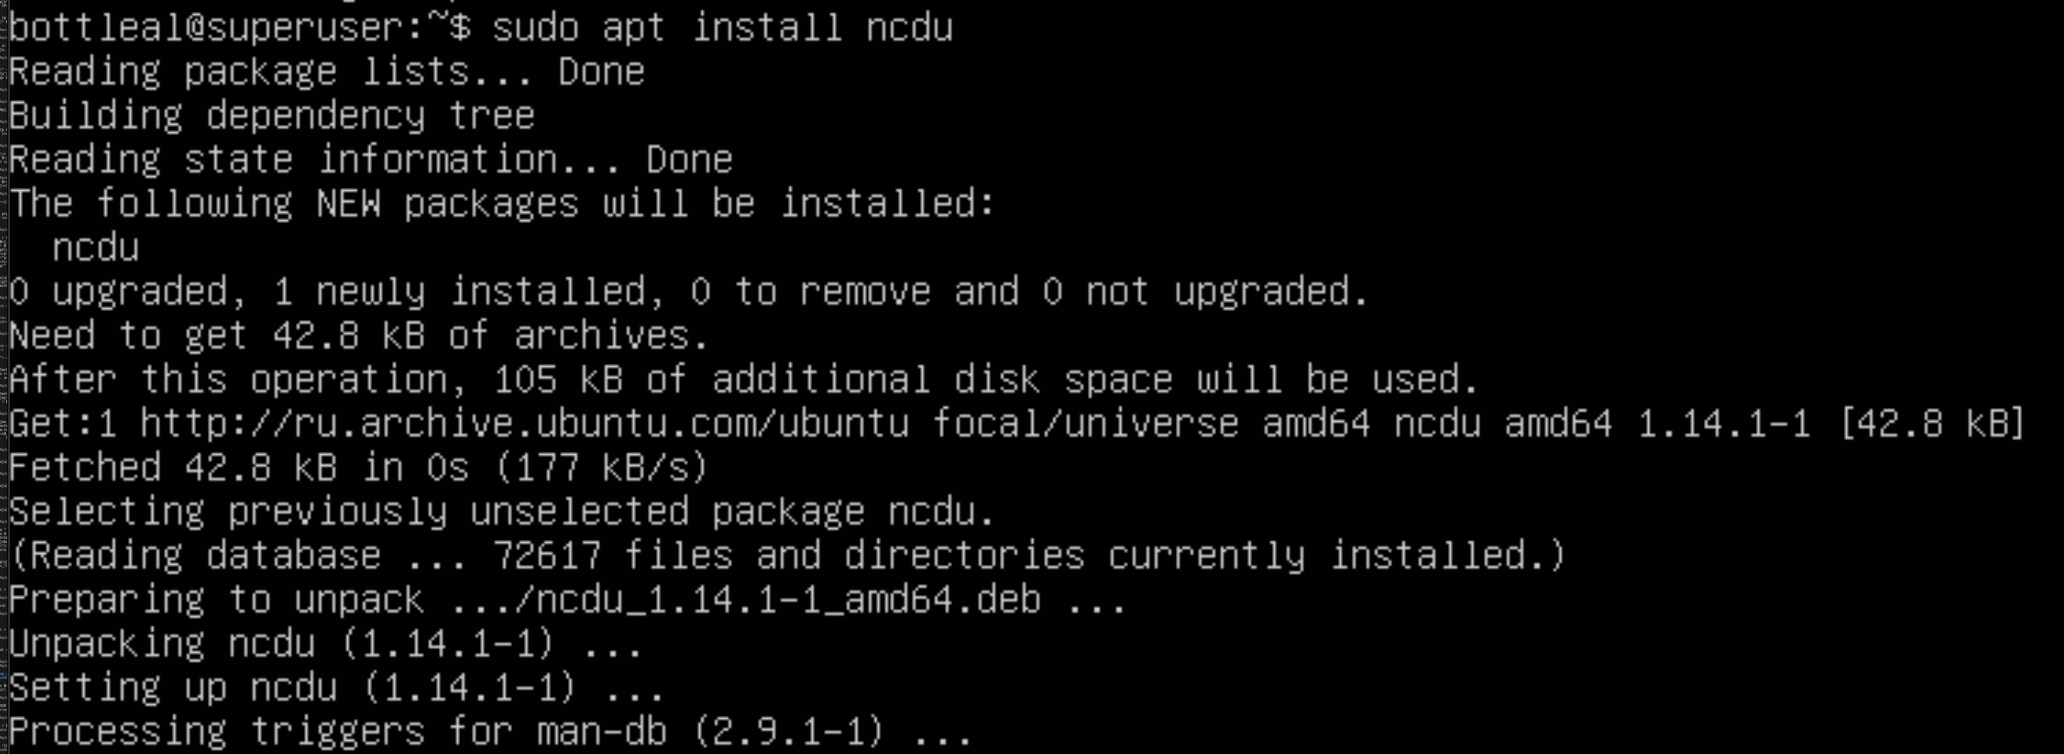 bottleal@superuser:~$ sudo apt install ncdu
Reading package lists... Done
Building dependency tree
Reading state information... Done
The following NEW packages will be installed:
  ncdu
0 upgraded, 1 newly installed, 0 to remove and 0 not upgraded.
Need to get 42.8 kB of archives.
After this operation, 105 kB of additional disk space will be used.
Get:1 http://ru.archive.ubuntu.com/ubuntu focal/universe amd64 ncdu amd64 1.14.1-1 [42.8 kB]
Fetched 42.8 kB in 0s (177 kB/s)
Selecting previously unselected package ncdu.
(Reading database ... 72617 files and directories currently installed.)
Preparing to unpack .../ncdu_1.14.1-1_amd64.deb ...
Unpacking ncdu (1.14.1-1) ...
Setting up ncdu (1.14.1-1) ...
Processing triggers for man-db (2.9.1-1) ...